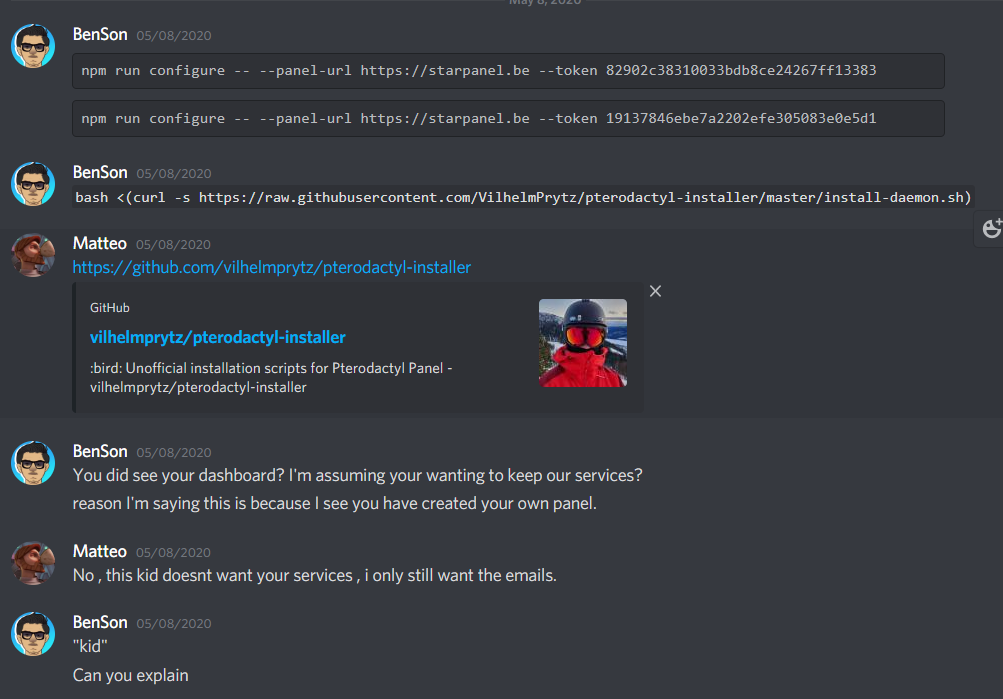 May 8, 2020
BenSon 05/08/2020
npm run configure -- --panel-url https://starpanel.be --token 82902c38310033bdb8ce24267ff13383
npm run configure -- --panel-url https://starpanel.be --token 19137846ebe7a2202efe305083e0e5d1
BenSon 05/08/2020
bash <(curl -s https://raw.githubusercontent.com/VilhelmPrytz/pterodactyl-installer/master/install-daemon.sh)
Matteo 05/08/2020
https://github.com/vilhelmprytz/pterodactyl-installer
GitHub
vilhelmprytz/pterodactyl-installer
:bird: Unofficial installation scripts for Pterodactyl Panel -
vilhelmprytz/pterodactyl-installer
BenSon 05/08/2020
You did see your dashboard? I'm assuming your wanting to keep our services?
reason I'm saying this is because I see you have created your own panel.
Matteo 05/08/2020
No , this kid doesnt want your services , i only still want the emails.
BenSon 05/08/2020
"kid"
Can you explain